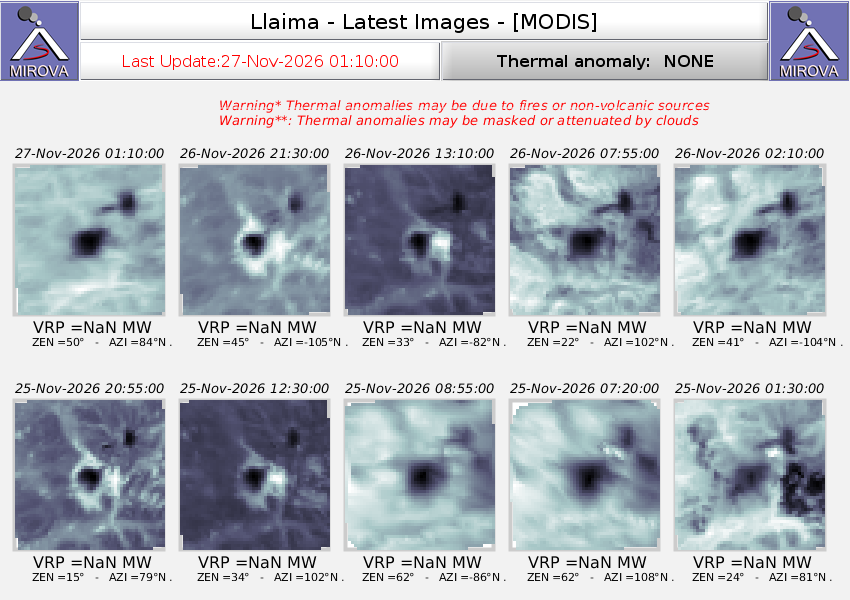 Llaima - Latest Images - [MODIS]
MIROVA
Last Update:27-Nov-2026 01:10:00
Thermal anomaly: NONE
MIROVA
Warning* Thermal anomalies may be due to fires or non-volcanic sources
Warning**: Thermal anomalies may be masked or attenuated by clouds
27-Nov-2026 01:10:00 26-Nov-2026 21:30:00 26-Nov-2026 13:10:00 26-Nov-2026 07:55:00 26-Nov-2026 02:10:00
VRP =NaN MW VRP =NaN MW VRP =NaN MW VRP =NaN MW VRP =NaN MW
ZEN =50° - AZI =84°N . ZEN =45° - AZI =-105°N . ZEN =33° - AZI =-82°N . ZEN =22° - AZI =102°N . ZEN =41° - AZI =-104°N .
25-Nov-2026 20:55:00 25-Nov-2026 12:30:00 25-Nov-2026 08:55:00 25-Nov-2026 07:20:00 25-Nov-2026 01:30:00
VRP =NaN MW VRP =NaN MW VRP =NaN MW VRP =NaN MW VRP =NaN MW
ZEN =15° - AZI =79°N . ZEN =34° - AZI =102°N . ZEN =62° - AZI =-86°N . ZEN =62° - AZI =108°N . ZEN =24° - AZI =81°N .